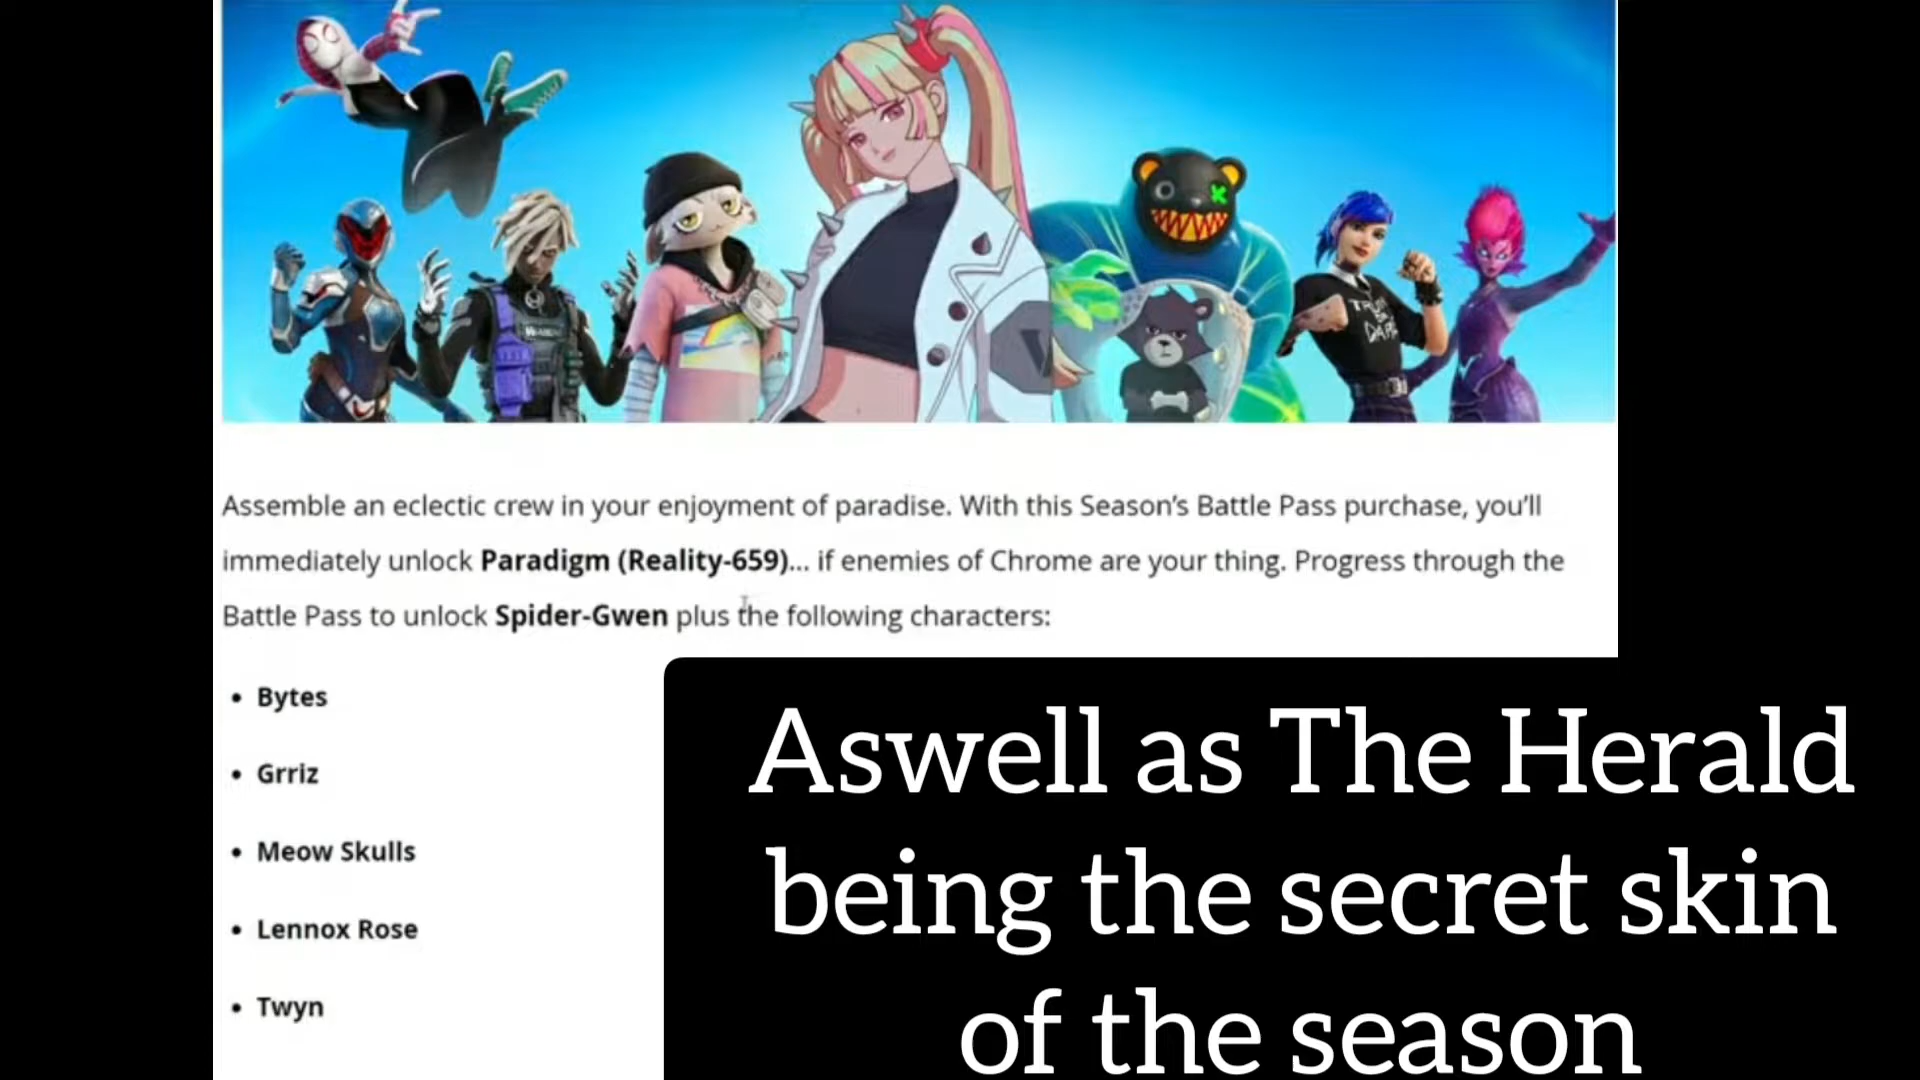 TRUTH
OR
DARE
Assemble an eclectic crew in your enjoyment of paradise. With this Season's Battle Pass purchase, you'll
immediately unlock Paradigm (Reality-659)... if enemies of Chrome are your thing. Progress through the
Battle Pass to unlock Spider-Gwen plus the following characters:
• Bytes
• Grriz
• Meow Skulls
• Lennox Rose
• Twyn
Aswell as The Herald
being the secret skin
of the season